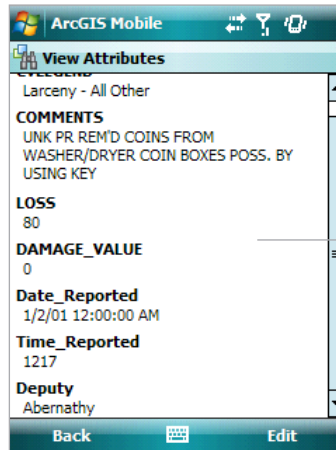 ArcGIS Mobile
View Attributes
Larceny - All Other
COMMENTS
UNK PR REM'D COINS FROM
WASHER/DRYER COIN BOXES POSS. BY
USING KEY
LOSS
80
DAMAGE_VALUE
0
Date_Reported
1/2/01 12:00:00 AM
Time_Reported
1217
Deputy
Abernathy
Back
Edit